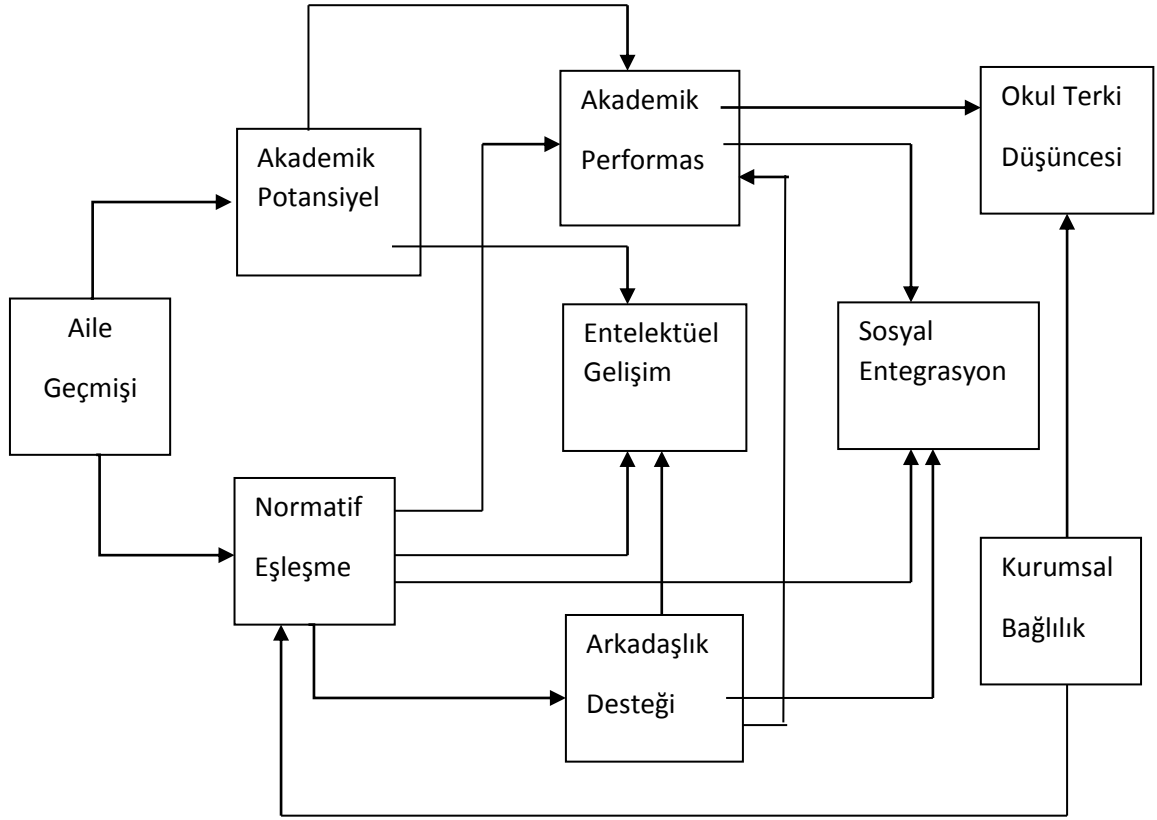 Akademik
Performas
Okul Terki
Düşüncesi
Akademik
Potansiyel
Aile
Geçmişi
Entelektüel
Gelişim
Sosyal
Entegrasyon
Normatif
Eşleşme
Kurumsal
Bağlılık
Arkadaşlık
Desteği